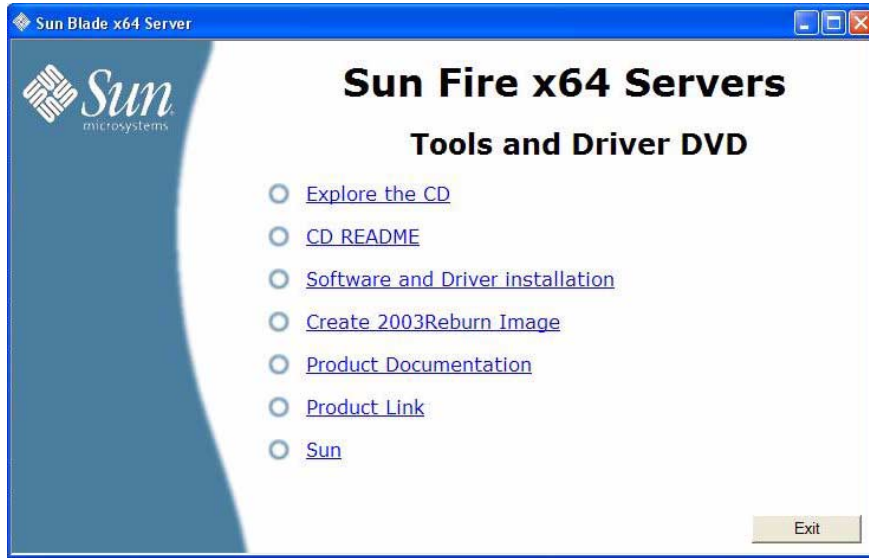 Sun Blade x64 Server
Sun
microsystems
Sun Fire x64 Servers
Tools and Driver DVD
Explore the CD
CD README
Software and Driver installation
Create 2003Reburn Image
Product Documentation
Product Link
Sun
Exit